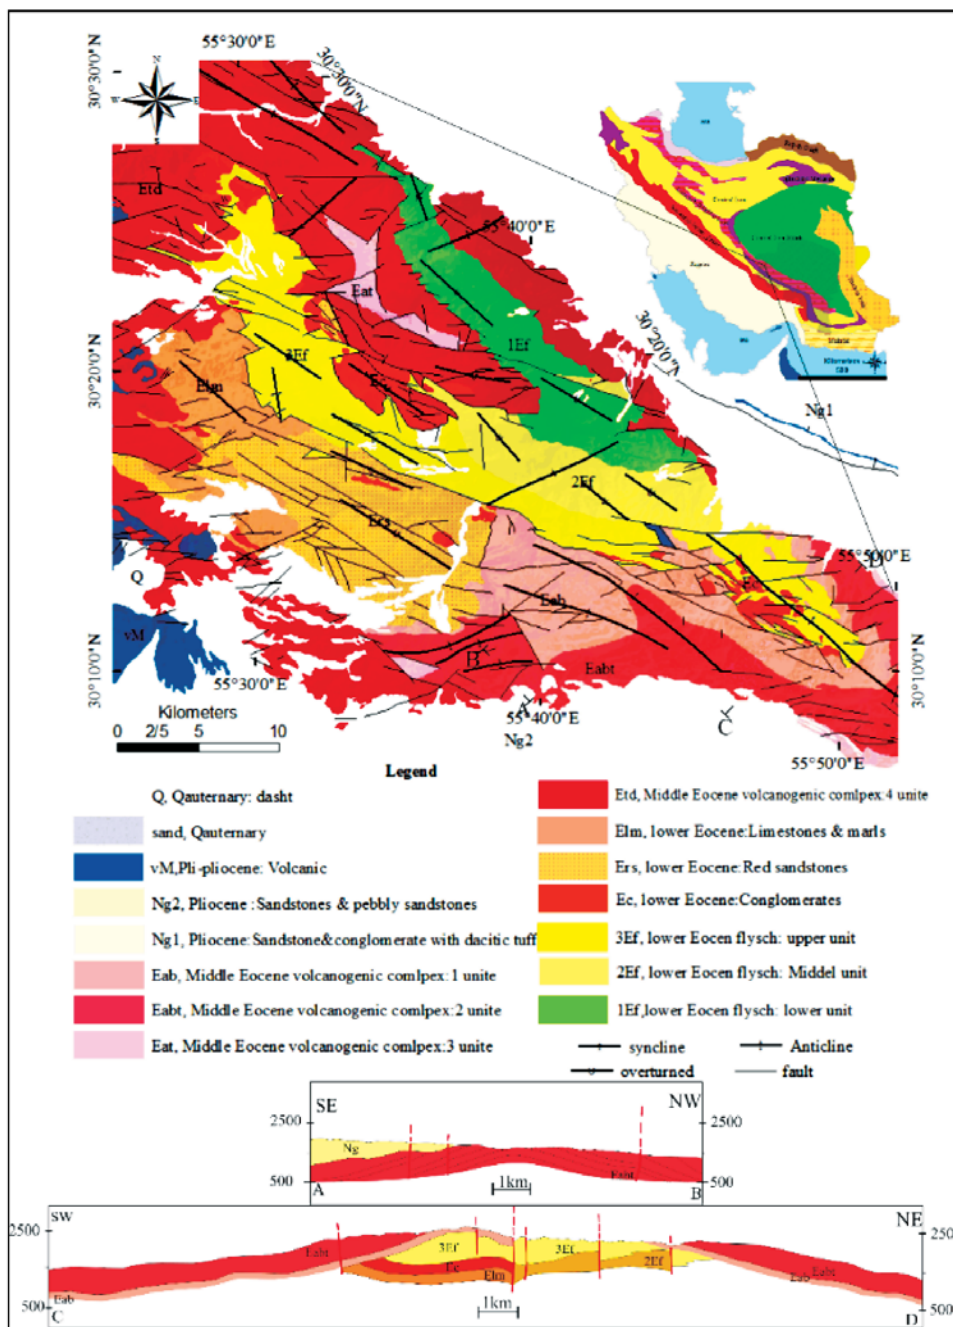 55°30'0"E
30°30'0"N
30°30'0"N
N
W
E
S
Etd
55°40'0"E
Eat
1Ef
30°20'0"N
30°20'0"N
3Ef
Ec
Elm
Kilometers
Ng1
2Ef
Ers
55°50'0"E
D
Q
Eab
vM
B
Eabt
30°10'0"N
30°10'0"N
55°30'0"E
A
C
Kilometers
55°40'0"E
0 2/5 5 10
Ng2
55°50'0"E
Legend
Q, Qauternary: dasht
sand, Qauternary
vM,Pli-pliocene: Volcanic
Ng2, Pliocene :Sandstones & pebbly sandstones
Ng1, Pliocene:Sandstone&conglomerate with dacitic tuff
Eab, Middle Eocene volcanogenic comlpex:1 unite
Eabt, Middle Eocene volcanogenic comlpex:2 unite
Eat, Middle Eocene volcanogenic comlpex:3 unite
Etd, Middle Eocene volcanogenic comlpex:4 unite
Elm, lower Eocene:Limestones & marls
Ers, lower Eocene:Red sandstones
Ec, lower Eocene:Conglomerates
3Ef, lower Eocen flysch: upper unit
2Ef, lower Eocen flysch: Middel unit
1Ef,lower Eocen flysch: lower unit
syncline
Anticline
overturned
fault
SE
NW
2500
2500
Ng
Eabt
500
500
A
1km
B
SW
NE
2500
250
Eabt
3Ef
3Ef
2Ef
Ec
Elm
Eab
Eabt
Eab
500
500
C
1km
D